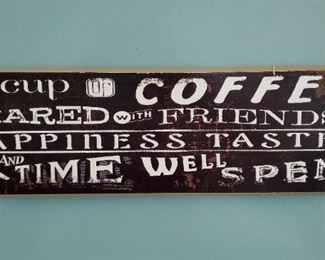 cup OF COFFE
ARED WITH FRIENDS
APPINESS TASTE
AND TIME WELL SPEN